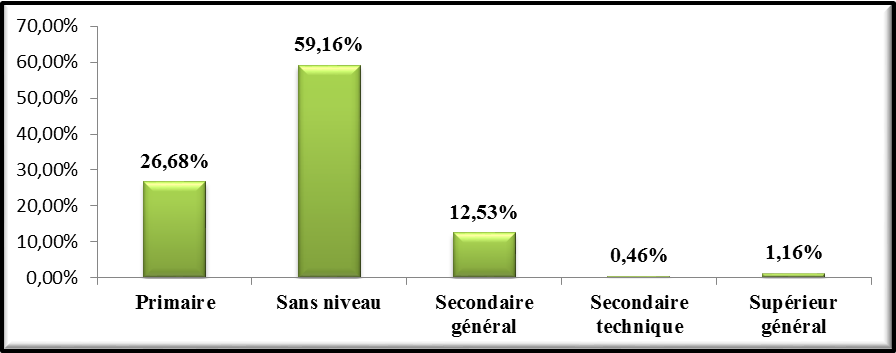 70,00%
60,00%
50,00%
40,00%
30,00%
20,00%
10,00%
0,00%
26,68%
59,16%
12,53%
0,46%
1,16%
Primaire
Sans niveau
Secondaire
général
Secondaire
technique
Supérieur
général